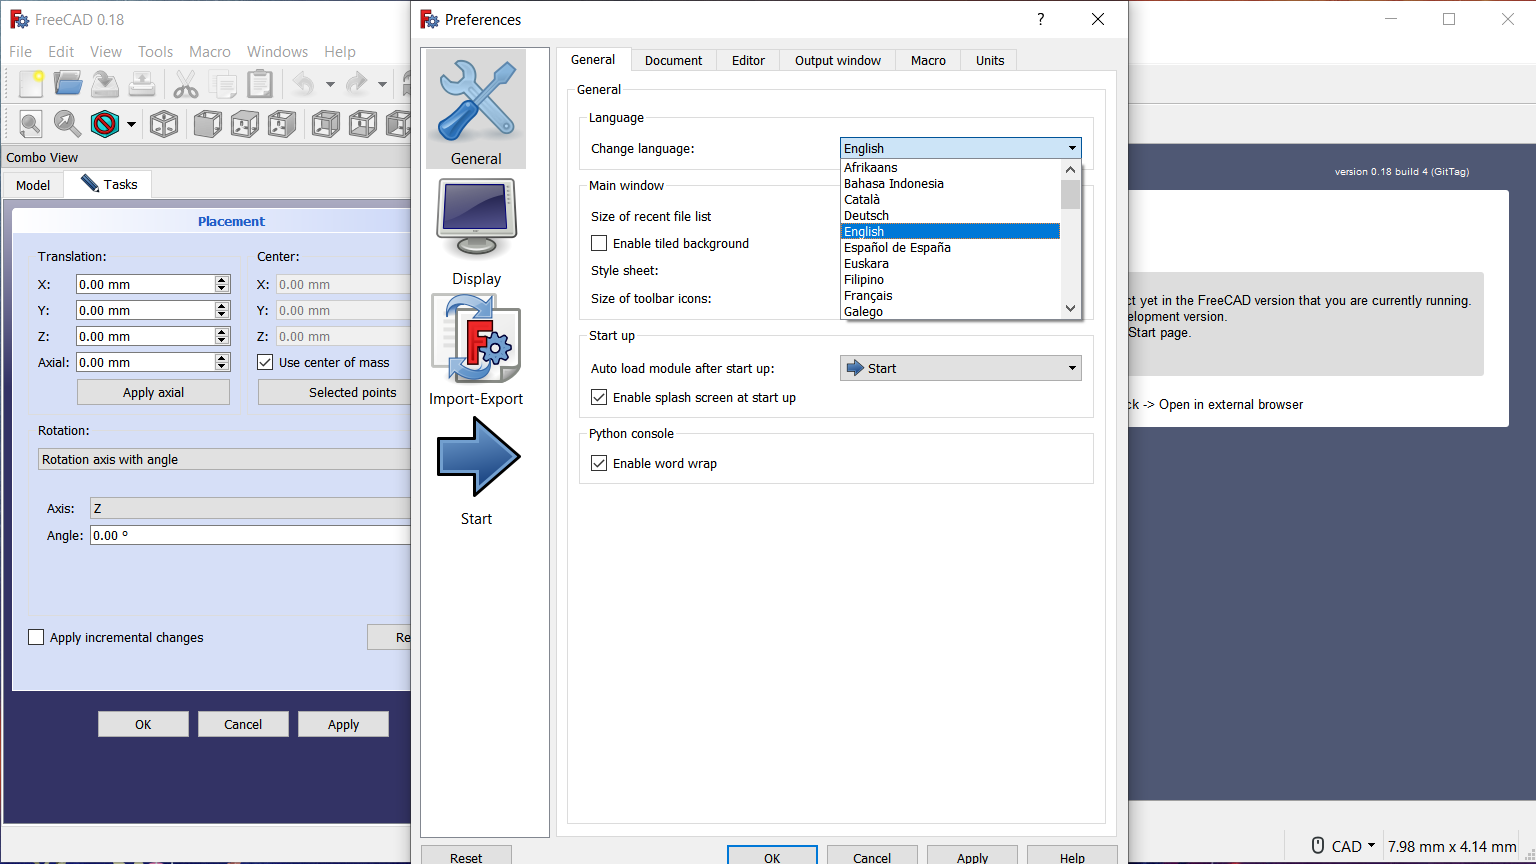 FreeCAD 0.18
File Edit View Tools Macro Windows Help
Combo View
Model Tasks
Placement
Translation:
X: 0.00 mm
Y: 0.00 mm
Z: 0.00 mm
Axial: 0.00 mm
Apply axial
Center:
X: 0.00 mm
Y: 0.00 mm
Z: 0.00 mm
Use center of mass
Selected points
Rotation:
Rotation axis with angle
Axis: Z
Angle: 0.00 °
Apply incremental changes
Re
OK Cancel Apply
Preferences
?
General
Display
Import-Export
Start
General Document Editor Output window Macro Units
General
Language
Change language: English
Afrikaans
Bahasa Indonesia
Català
Deutsch
English
Español de España
Euskara
Filipino
Français
Galego
Main window
Size of recent file list
Enable tiled background
Style sheet:
Size of toolbar icons:
Start up
Auto load module after start up: Start
Enable splash screen at start up
Python console
Enable word wrap
Reset OK Cancel Apply Help
version 0.18 build 4 (GitTag)
ct yet in the FreeCAD version that you are currently running.
elopment version.
Start page.
ck -> Open in external browser
CAD 7.98 mm x 4.14 mm